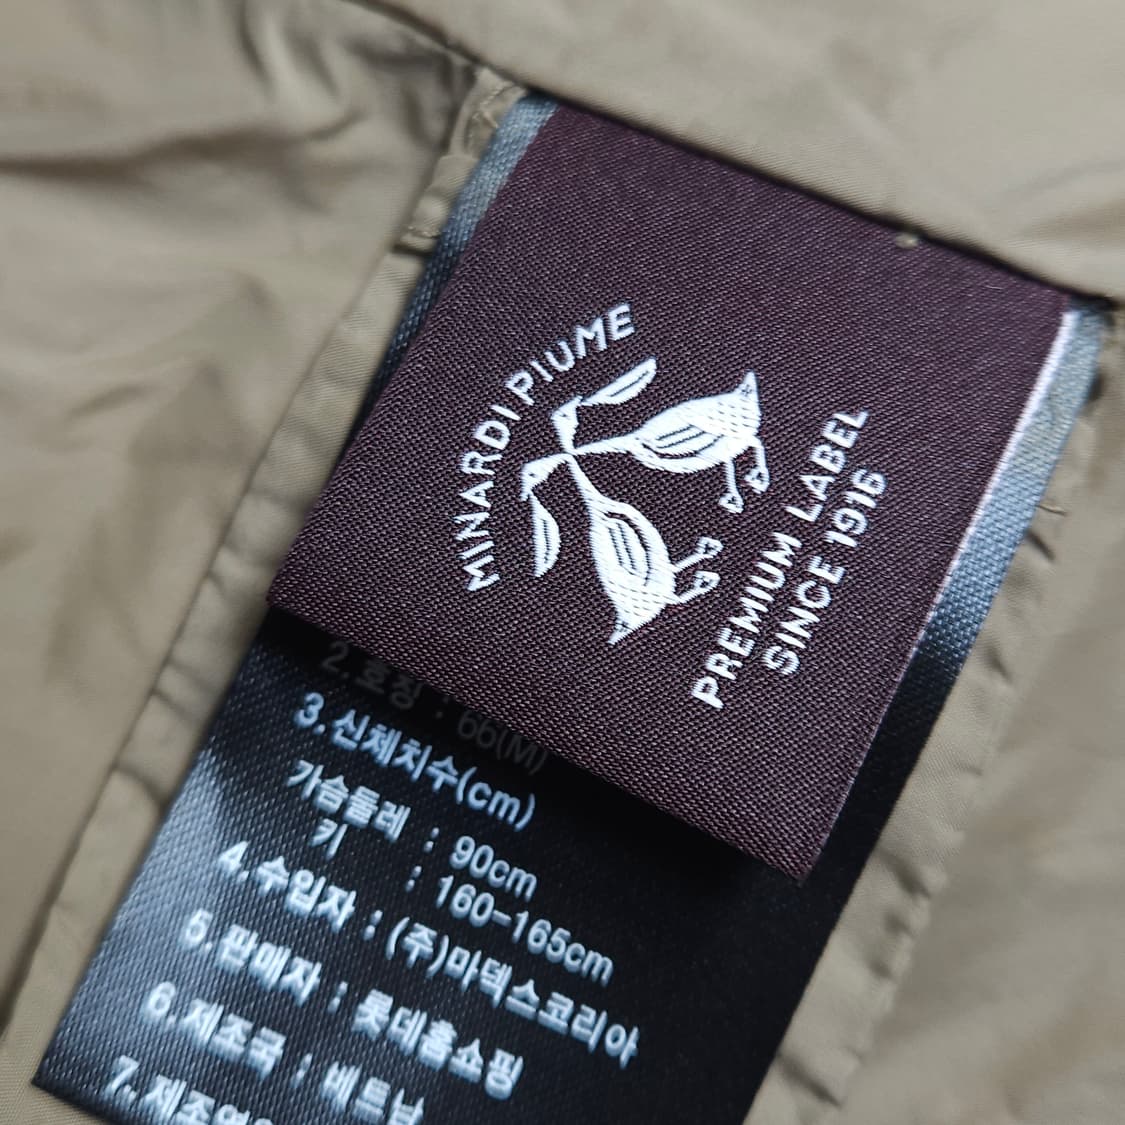 MINARDI PIUME
PREMIUM LABEL
SINCE 1916
2.호칭 : 66(M)
3.신체치수(cm)
가슴둘레 : 90cm
키 : 160-165cm
4.수입자 : (주)마텍스코리아
5.판매자 : 롯데홈쇼핑
6.제조국 : 베트남